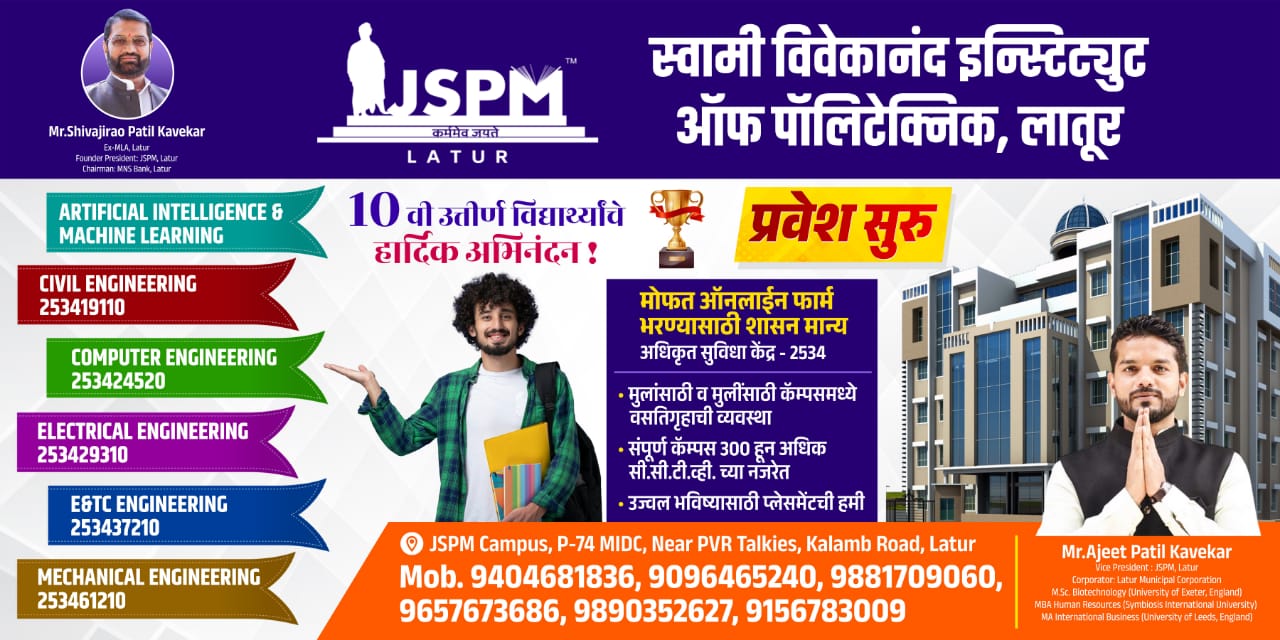 Mr.Shivajirao Patil Kavekar
Ex-MLA, Latur
Founder President: JSPM, Latur
Chairman: MNS Bank, Latur
JSPM™
कर्ममेव जयते
LATUR
स्वामी विवेकानंद इन्स्टिट्युट
ऑफ पॉलिटेक्निक, लातूर
ARTIFICIAL INTELLIGENCE &
MACHINE LEARNING
CIVIL ENGINEERING
253419110
COMPUTER ENGINEERING
253424520
ELECTRICAL ENGINEERING
253429310
E&TC ENGINEERING
253437210
MECHANICAL ENGINEERING
253461210
10 वी उत्तीर्ण विद्यार्थ्यांचे
हार्दिक अभिनंदन !
प्रवेश सुरु
मोफत ऑनलाईन फार्म
भरण्यासाठी शासन मान्य
अधिकृत सुविधा केंद्र - 2534
• मुलांसाठी व मुलींसाठी कॅम्पसमध्ये
वसतिगृहाची व्यवस्था
• संपूर्ण कॅम्पस 300 हून अधिक
सी.सी.टी.व्ही. च्या नजरेत
• उज्वल भविष्यासाठी प्लेसमेंटची हमी
JSPM Campus, P-74 MIDC, Near PVR Talkies, Kalamb Road, Latur
Mob. 9404681836, 9096465240, 9881709060,
9657673686, 9890352627, 9156783009
Mr.Ajeet Patil Kavekar
Vice President : JSPM, Latur
Corporator: Latur Municipal Corporation
M.Sc. Biotechnology (University of Exeter, England)
MBA Human Resources (Symbiosis International University)
MA International Business (University of Leeds, England)